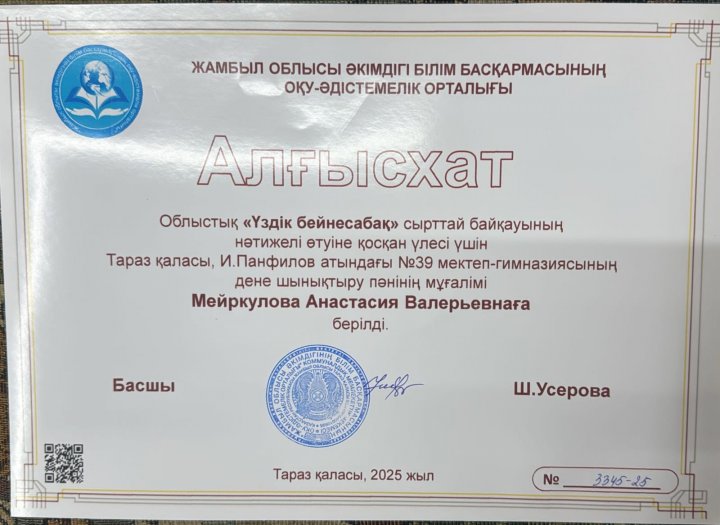 ЖАМБЫЛ ОБЛЫСЫ ӘКІМДІГІ БІЛІМ БАСҚАРМАСЫНЫҢ
ОҚУ-ӘДІСТЕМЕЛІК ОРТАЛЫҒЫ
Алғысхат
Облыстық «Үздік бейнесабақ» сырттай байқауының
нәтижелі өтуіне қосқан үлесі үшін
Тараз қаласы, И.Панфилов атындағы №39 мектеп-гимназиясының
дене шынықтыру пәнінің мұғалімі
Мейркулова Анастасия Валерьевнаға
берілді.
Басшы
Ш.Усерова
Тараз қаласы, 2025 жыл
№ 3345-25